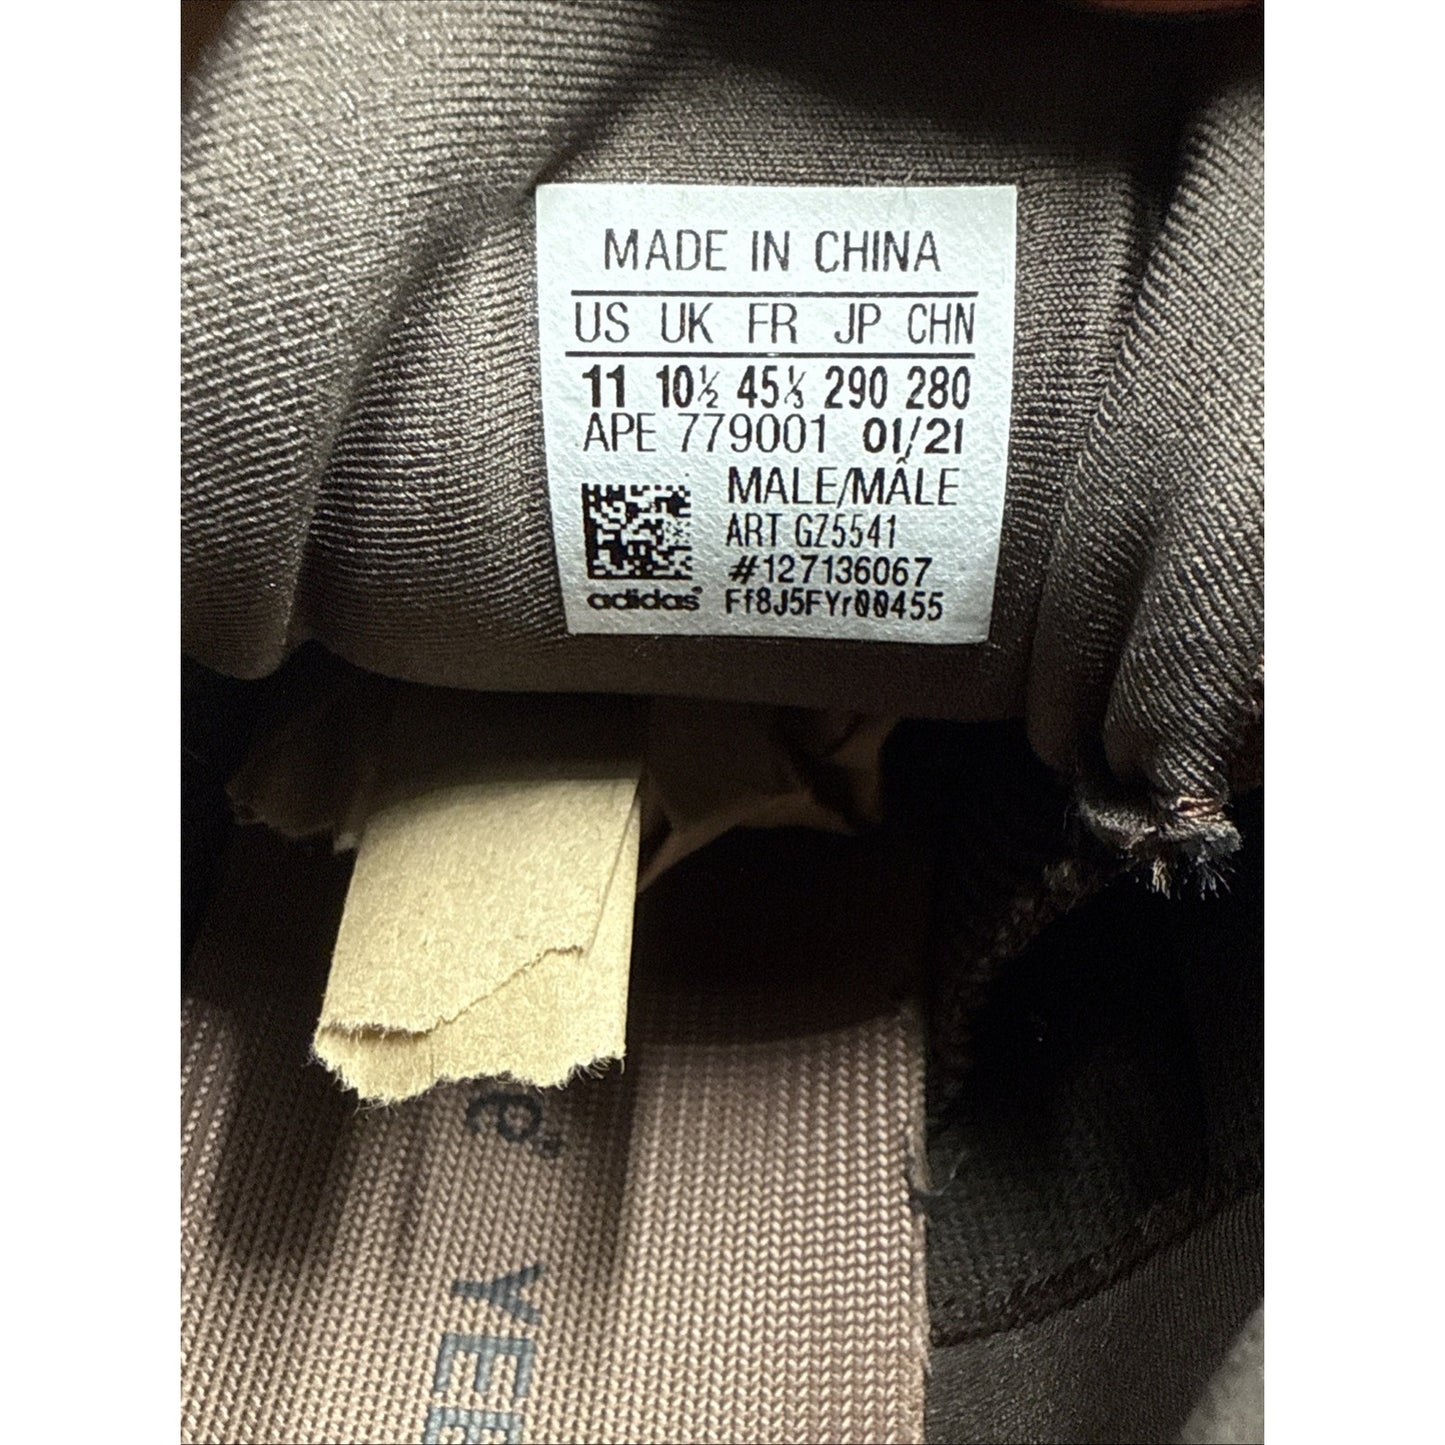 MADE IN CHINA
US UK FR JP CHN
11 10½ 45⅓ 290 280
APE 779001 01/21
MALE/MÂLE
ART GZ5541
#127136067
adidas® Ff8J5FYr00455